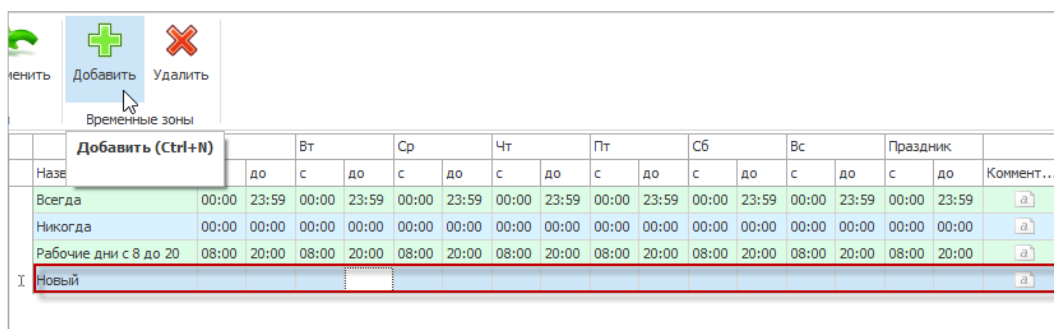 менить Добавить Удалить
Временные зоны
Добавить (Ctrl+N)
Вт Ср Чт Пт Сб Вс Праздник
до с до с до с до с до с до с до с до Коммент...
Всегда 00:00 23:59 00:00 23:59 00:00 23:59 00:00 23:59 00:00 23:59 00:00 23:59 00:00 23:59 00:00 23:59 a
Никогда 00:00 00:00 00:00 00:00 00:00 00:00 00:00 00:00 00:00 00:00 00:00 00:00 00:00 00:00 00:00 00:00 a
Рабочие дни с 8 до 20 08:00 20:00 08:00 20:00 08:00 20:00 08:00 20:00 08:00 20:00 08:00 20:00 08:00 20:00 08:00 20:00 a
Новый a